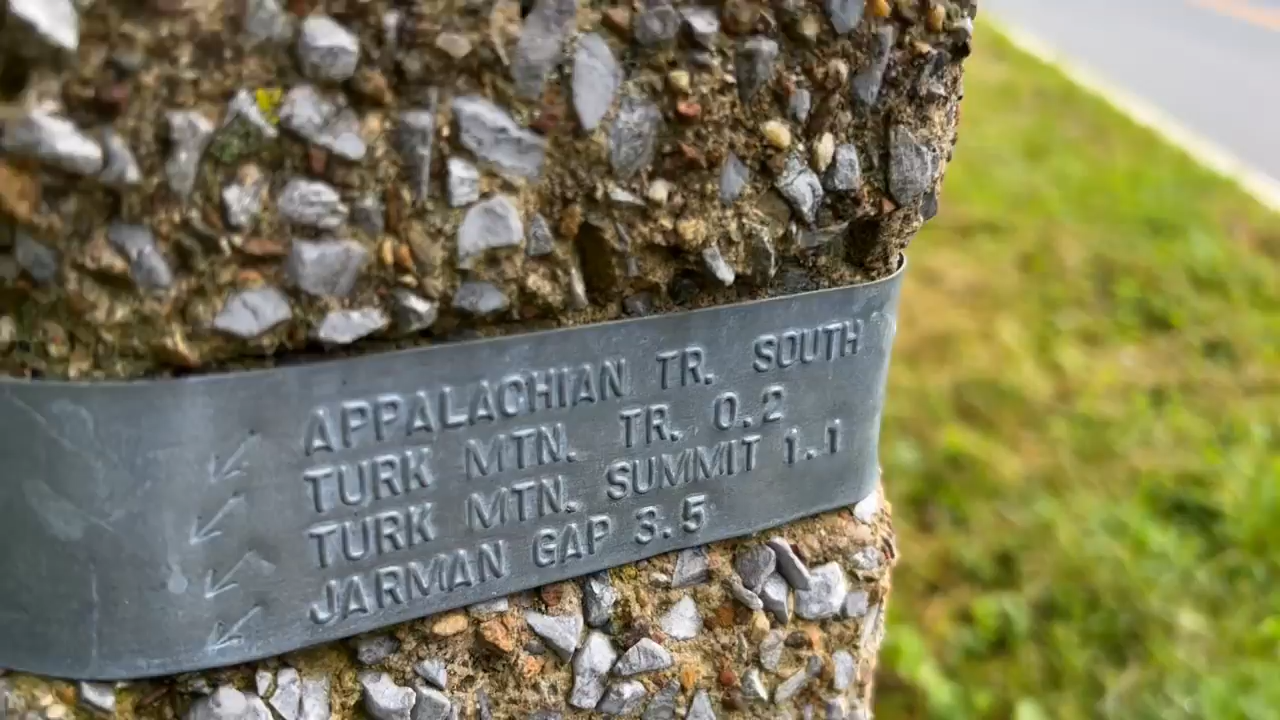 APPALACHIAN TR. SOUTH
TURK MTN. TR. 0.2
TURK MTN. SUMMIT 1.1
JARMAN GAP 3.5